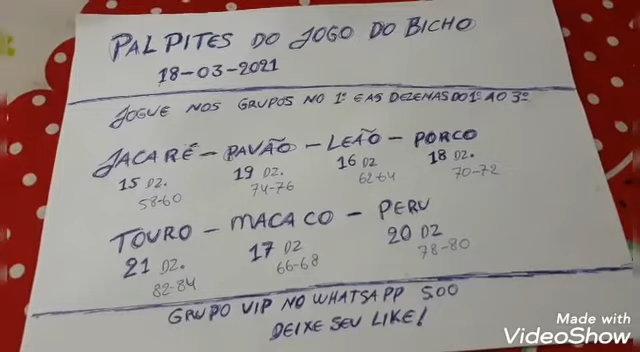 PALPITES DO JOGO DO BICHO
18-03-2021
JOGUE NOS GRUPOS NO 1º E AS DEZENAS DO 1º AO 3º
JACARÉ - PAVÃO - LEÃO - PORCO
15 DZ. 19 DZ. 16 DZ 18 DZ.
58-60 74-76 62-64 70-72
TOURO - MACACO - PERU
21 DZ. 17 DZ 20 DZ
82-84 66-68 78-80
GRUPO VIP NO WHATSAPP 5.00
DEIXE SEU LIKE!
Made with
VideoShow